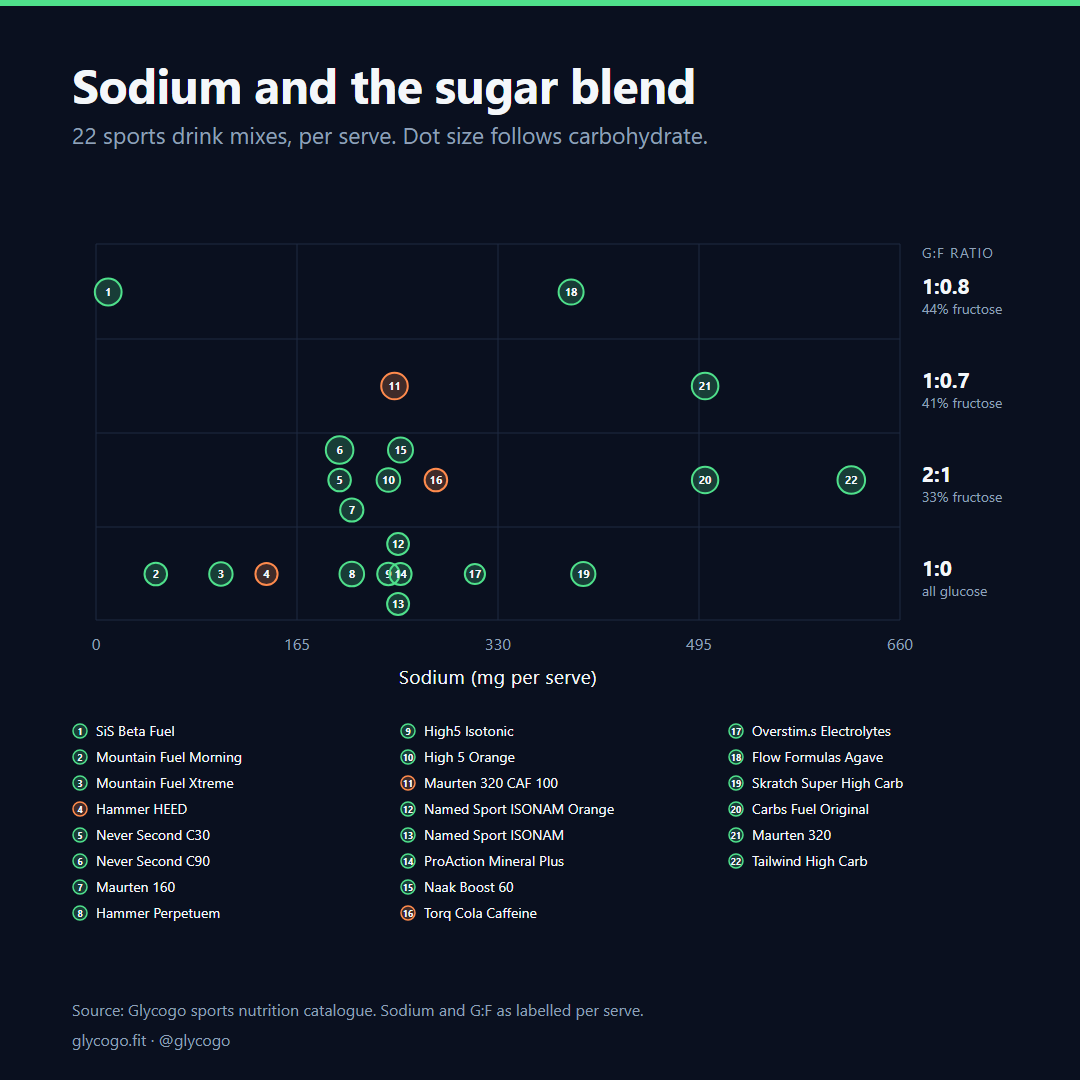 Sodium and the sugar blend
22 sports drink mixes, per serve. Dot size follows carbohydrate.
G:F RATIO
1 18 1:0.8
44% fructose
11 21 1:0.7
41% fructose
6 15
5 10 16 20 22 2:1
33% fructose
7
12
2 3 4 8 9 14 17 19 1:0
all glucose
13
0 165 330 495 660
Sodium (mg per serve)
1 SiS Beta Fuel
2 Mountain Fuel Morning
3 Mountain Fuel Xtreme
4 Hammer HEED
5 Never Second C30
6 Never Second C90
7 Maurten 160
8 Hammer Perpetuem
9 High5 Isotonic
10 High 5 Orange
11 Maurten 320 CAF 100
12 Named Sport ISONAM Orange
13 Named Sport ISONAM
14 ProAction Mineral Plus
15 Naak Boost 60
16 Torq Cola Caffeine
17 Overstim.s Electrolytes
18 Flow Formulas Agave
19 Skratch Super High Carb
20 Carbs Fuel Original
21 Maurten 320
22 Tailwind High Carb
Source: Glycogo sports nutrition catalogue. Sodium and G:F as labelled per serve.
glycogo.fit · @glycogo